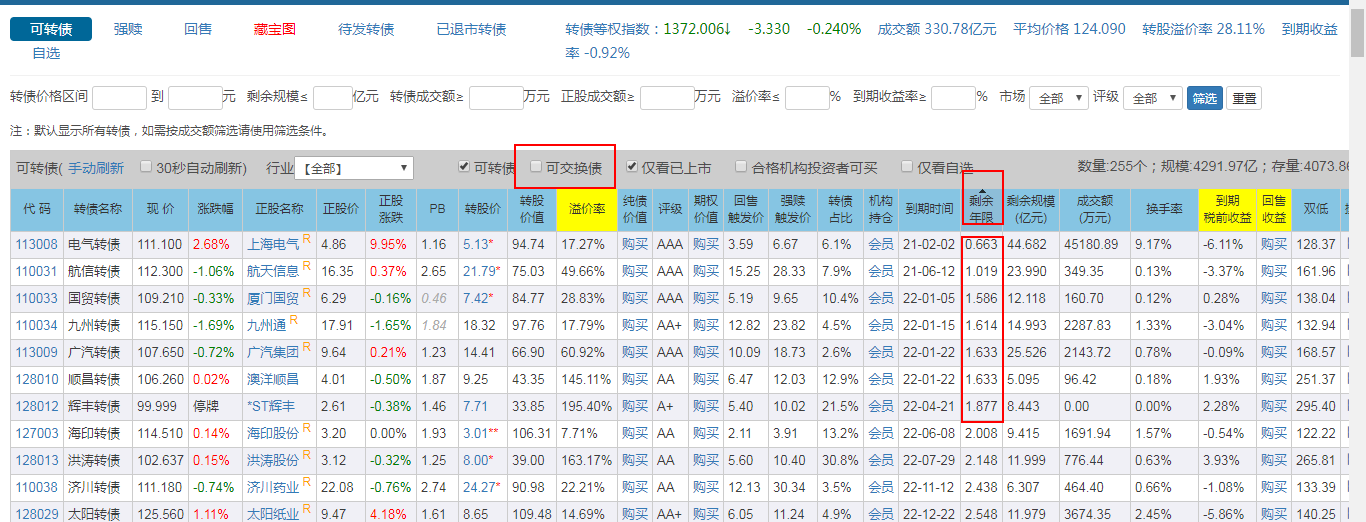 可转债 强赎 回售 藏宝图 待发转债 已退市转债 转债等权指数：1372.006↓ -3.330 -0.240% 成交额 330.78亿元 平均价格 124.090 转股溢价率 28.11% 到期收益
自选 率 -0.92%
转债价格区间 到 元 剩余规模≤ 亿元 转债成交额≥ 万元 正股成交额≥ 万元 溢价率≤ % 到期收益率≥ % 市场 全部 评级 全部 筛选 重置
注：默认显示所有转债，如需按成交额筛选请使用筛选条件。
可转债( 手动刷新 30秒自动刷新) 行业 【全部】 可转债 可交换债 仅看已上市 合格机构投资者可买 仅看自选 数量:255个；规模:4291.97亿；存量:4073.86
代 码 转债名称 现 价 涨跌幅 正股名称 正股价 正股涨跌 PB 转股价 转股价值 溢价率 纯债价值 评级 期权价值 回售触发价 强赎触发价 转债占比 机构持仓 到期时间 剩余年限 剩余规模(亿元) 成交额(万元) 换手率 到期税前收益 回售收益 双低
113008 电气转债 111.100 2.68% 上海电气R 4.86 9.95% 1.16 5.13* 94.74 17.27% 购买 AAA 购买 3.59 6.67 6.1% 会员 21-02-02 0.663 44.682 45180.89 9.17% -6.11% 购买 128.37
110031 航信转债 112.300 -1.06% 航天信息R 16.35 0.37% 2.65 21.79* 75.03 49.66% 购买 AAA 购买 15.25 28.33 7.9% 会员 21-06-12 1.019 23.990 349.35 0.13% -3.37% 购买 161.96
110033 国贸转债 109.210 -0.33% 厦门国贸R 6.29 -0.16% 0.46 7.42* 84.77 28.83% 购买 AAA 购买 5.19 9.65 10.4% 会员 22-01-05 1.586 12.118 160.70 0.12% 0.28% 购买 138.04
110034 九州转债 115.150 -1.69% 九州通R 17.91 -1.65% 1.84 18.32 97.76 17.79% 购买 AA+ 购买 12.82 23.82 4.5% 会员 22-01-15 1.614 14.993 2287.83 1.33% -3.04% 购买 132.94
113009 广汽转债 107.650 -0.72% 广汽集团R 9.64 0.21% 1.23 14.41 66.90 60.92% 购买 AAA 购买 10.09 18.73 2.6% 会员 22-01-22 1.633 25.526 2143.72 0.78% -0.09% 购买 168.57
128010 顺昌转债 106.260 0.02% 澳洋顺昌 4.01 -0.50% 1.87 9.25 43.35 145.11% 购买 AA 购买 6.47 12.03 12.9% 会员 22-01-22 1.633 5.095 96.42 0.18% 1.93% 购买 251.37
128012 辉丰转债 99.999 停牌 *ST辉丰 2.61 -0.38% 1.46 7.71 33.85 195.40% 购买 A+ 购买 5.40 10.02 21.5% 会员 22-04-21 1.877 8.443 0.00 0.00% 2.28% 购买 295.40
127003 海印转债 114.510 0.14% 海印股份R 3.20 0.00% 1.93 3.01** 106.31 7.71% 购买 AA 购买 2.11 3.91 13.2% 会员 22-06-08 2.008 9.415 1691.94 1.57% -0.54% 购买 122.22
128013 洪涛转债 102.637 0.15% 洪涛股份R 3.12 -0.32% 1.25 8.00* 39.00 163.17% 购买 AA 购买 5.60 10.40 30.8% 会员 22-07-29 2.148 11.999 776.44 0.63% 3.93% 购买 265.81
110038 济川转债 111.180 -0.74% 济川药业R 22.08 -0.76% 2.74 24.27* 90.98 22.21% 购买 AA 购买 12.13 30.34 3.5% 会员 22-11-12 2.438 6.307 464.40 0.66% -1.08% 购买 133.39
128029 太阳转债 125.560 1.11% 太阳纸业R 9.47 4.18% 1.61 8.65 109.48 14.69% 购买 AA+ 购买 6.05 11.24 4.9% 会员 22-12-22 2.548 11.979 3674.35 2.45% -5.86% 购买 140.25